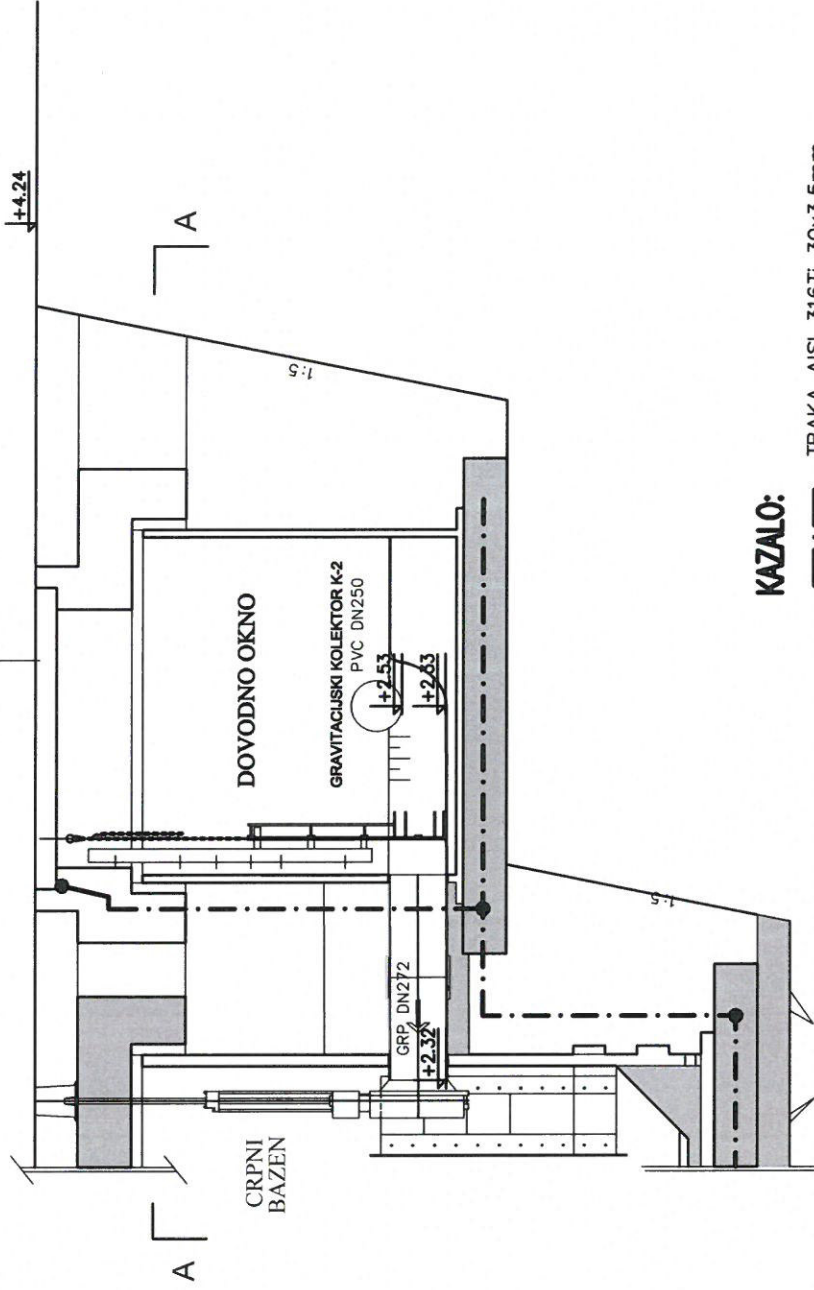 +4.24
A
1:5
DOVODNO OKNO
GRAVITACIJSKI KOLEKTOR K-2
PVC DN250
+2.53
+2.33
GRP DN272
+2.32
1:5
CRPNI
BAZEN
A
KAZALO:
TRAKA AISI 316Ti 30x3.5mm